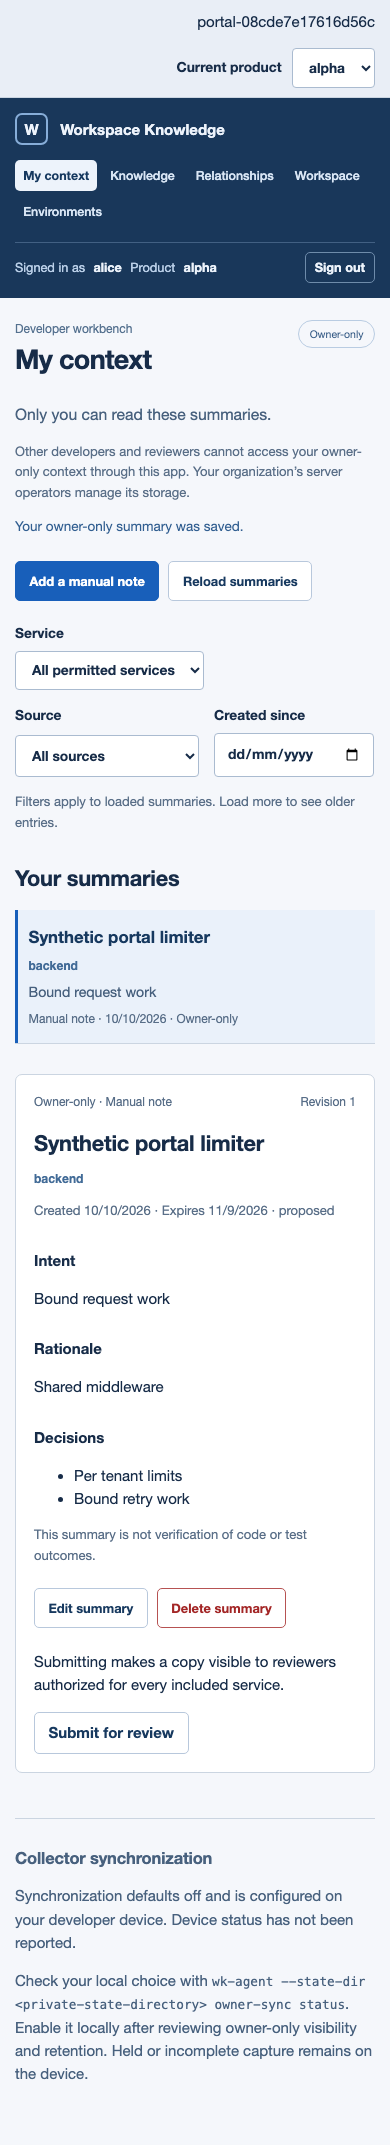 portal-08cde7e17616d56c
Current product
alpha
W
Workspace Knowledge
My context
Knowledge
Relationships
Workspace
Environments
Signed in as alice Product alpha
Sign out
Developer workbench
Owner-only
My context
Only you can read these summaries.
Other developers and reviewers cannot access your owner-
only context through this app. Your organization's server
operators manage its storage.
Your owner-only summary was saved.
Add a manual note
Reload summaries
Service
All permitted services
Source
Created since
All sources
dd/mm/yyyy
Filters apply to loaded summaries. Load more to see older
entries.
Your summaries
Synthetic portal limiter
backend
Bound request work
Manual note · 10/10/2026 · Owner-only
Owner-only · Manual note
Revision 1
Synthetic portal limiter
backend
Created 10/10/2026 · Expires 11/9/2026 · proposed
Intent
Bound request work
Rationale
Shared middleware
Decisions
• Per tenant limits
• Bound retry work
This summary is not verification of code or test
outcomes.
Edit summary
Delete summary
Submitting makes a copy visible to reviewers
authorized for every included service.
Submit for review
Collector synchronization
Synchronization defaults off and is configured on
your developer device. Device status has not been
reported.
Check your local choice with wk-agent --state-dir
<private-state-directory> owner-sync status.
Enable it locally after reviewing owner-only visibility
and retention. Held or incomplete capture remains on
the device.